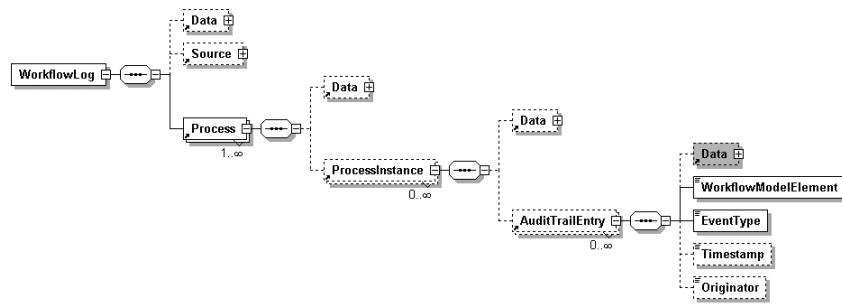 Data
Source
WorkflowLog
Data
Process
1..∞
Data
ProcessInstance
0..∞
Data
WorkflowModelElement
AuditTrailEntry
0..∞
EventType
Timestamp
Originator